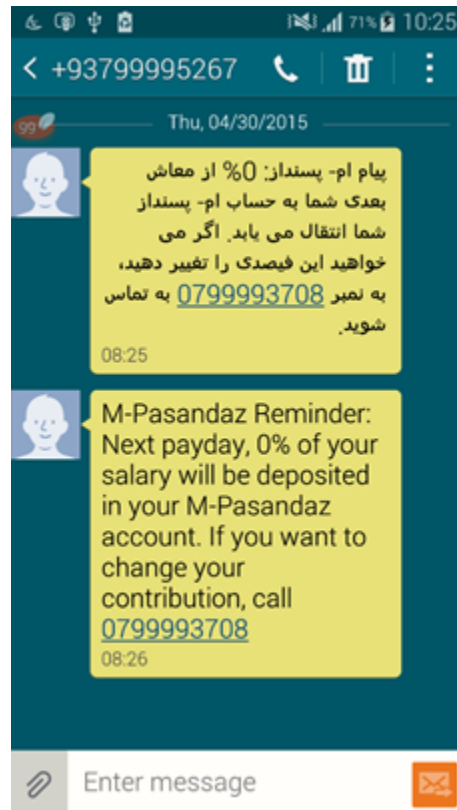 71% 10:25
+93799995267
99
Thu, 04/30/2015
پیام ام- پسنداز: 0% از معاش
بعدی شما به حساب ام- پسنداز
شما انتقال می یابد. اگر می
خواهید این فیصدی را تغییر دهید،
به نمبر 0799993708 به تماس
شوید.
08:25
M-Pasandaz Reminder:
Next payday, 0% of your
salary will be deposited
in your M-Pasandaz
account. If you want to
change your
contribution, call
0799993708
08:26
Enter message